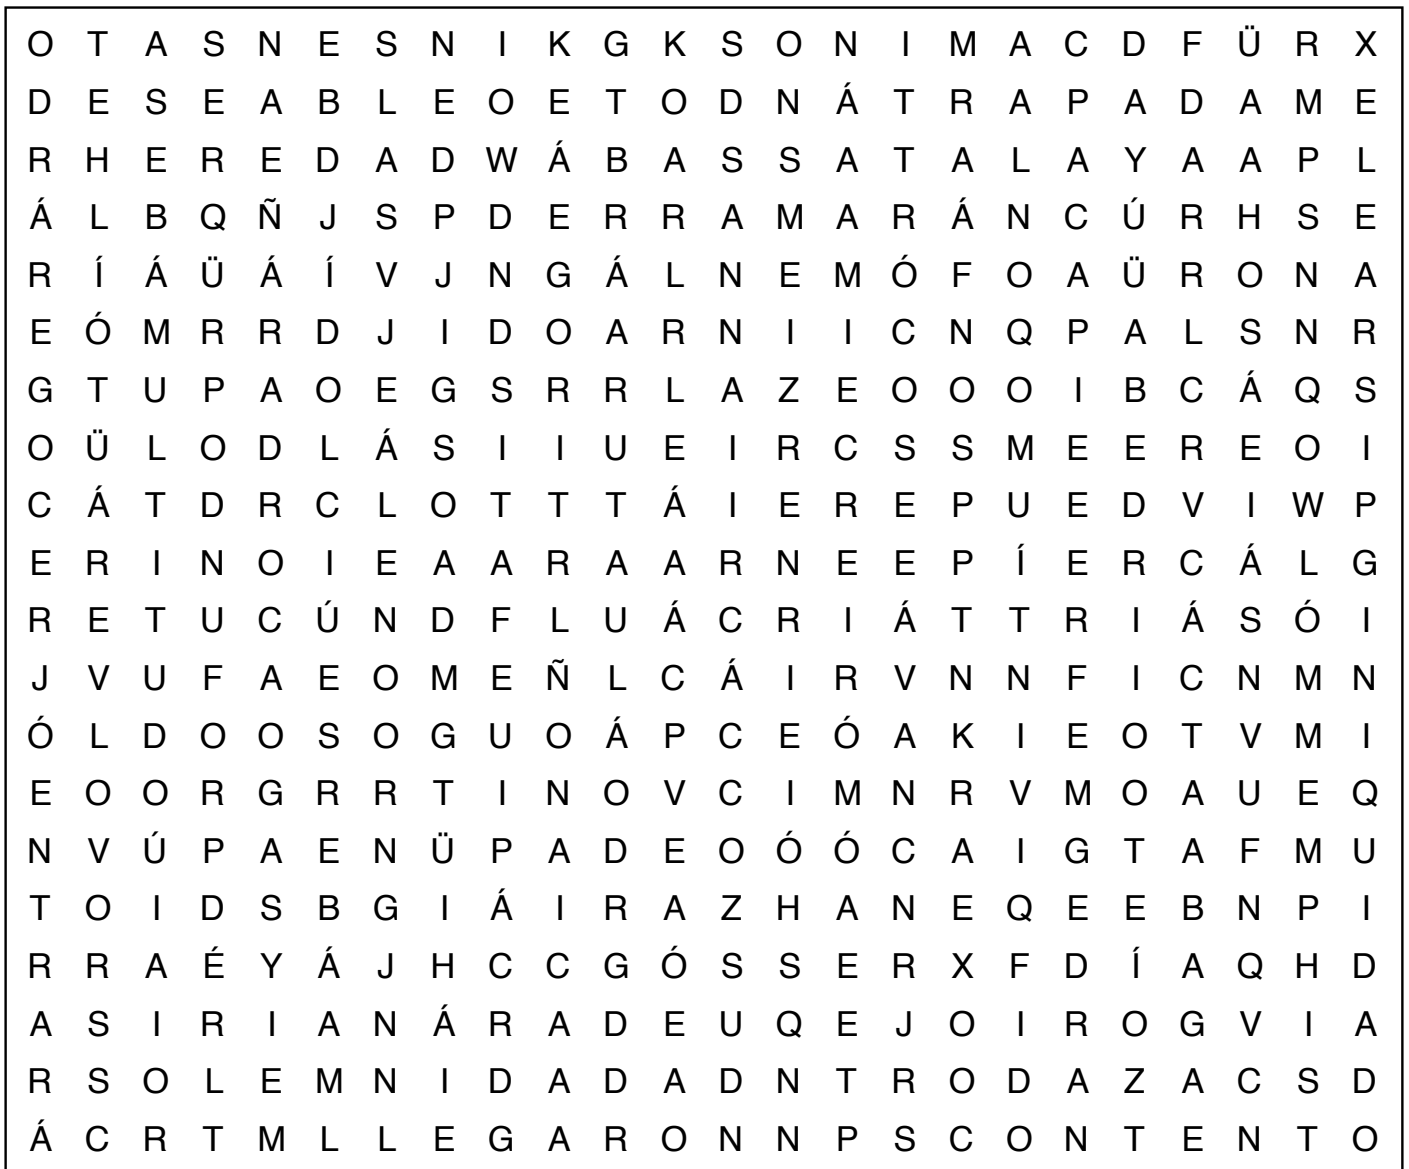 O T A S N E S N I K G K S O N I M A C D F Ü R X
D E S E A B L E O E T O D N Á T R A P A D A M E
R H E R E D A D W Á B A S S A T A L A Y A A P L
Á L B Q Ñ J S P D E R R A M A R Á N C Ú R H S E
R Í Á Ü Á Í V J N G Á L N E M Ó F O A Ü R O N A
E Ó M R R D J I D O A R N I I C N Q P A L S N R
G T U P A O E G S R R L A Z E O O O I B C Á Q S
O Ü L O D L Á S I I U E I R C S S M E E R E O I
C Á T D R C L O T T T Á I E R E P U E D V I W P
E R I N O I E A A R A A R N E E P Í E R C Á L G
R E T U C Ú N D F L U Á C R I Á T T R I Á S Ó I
J V U F A E O M E Ñ L C Á I R V N N F I C N M N
Ó L D O O S O G U O Á P C E Ó A K I E O T V M I
E O O R G R R T I N O V C I M N R V M O A U E Q
N V Ú P A E N Ü P A D E O Ó Ó C A I G T A F M U
T O I D S B G I Á I R A Z H A N E Q E E B N P I
R R A É Y Á J H C C G Ó S S E R X F D Í A Q H D
A S I R I A N Á R A D E U Q E J O I R O G V I A
R S O L E M N I D A D A D N T R O D A Z A C S D
Á C R T M L L E G A R O N N P S C O N T E N T O